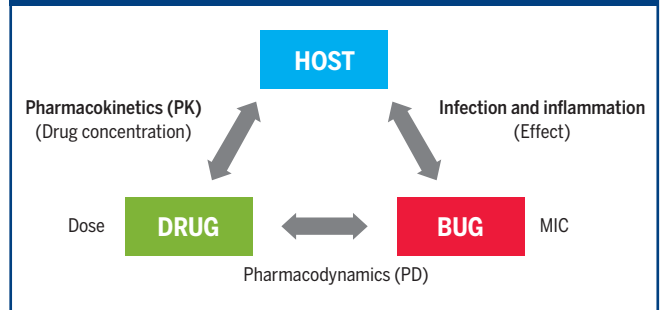 HOST
Pharmacokinetics (PK)
(Drug concentration)
Infection and inflammation
(Effect)
Dose
DRUG
BUG
MIC
Pharmacodynamics (PD)